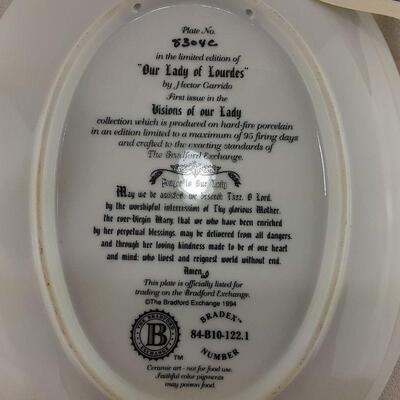 Plate No.
8304C
in the limited edition of
"Our Lady of Lourdes"
by Hector Garrido
First issue in the
Visions of our Lady
collection which is produced on hard-fire porcelain
in an edition limited to a maximum of 95 firing days
and crafted to the exacting standards of
The Bradford Exchange.
Prayer to Our Lady
May we be assisted, we beseech Thee, O Lord,
by the worshipful intercession of Thy glorious Mother,
the ever-Virgin Mary, that we who have been enriched
by her perpetual blessings, may be delivered from all dangers,
and through her loving kindness made to be of one heart
and mind; who livest and reignest world without end.
Amen
This plate is officially listed for
trading on the Bradford Exchange.
©The Bradford Exchange 1994
THE BRADFORD EXCHANGE
B
TM
BRADEX™
84-B10-122.1
NUMBER
Ceramic art - not for food use.
Faithful color pigments
may poison food.